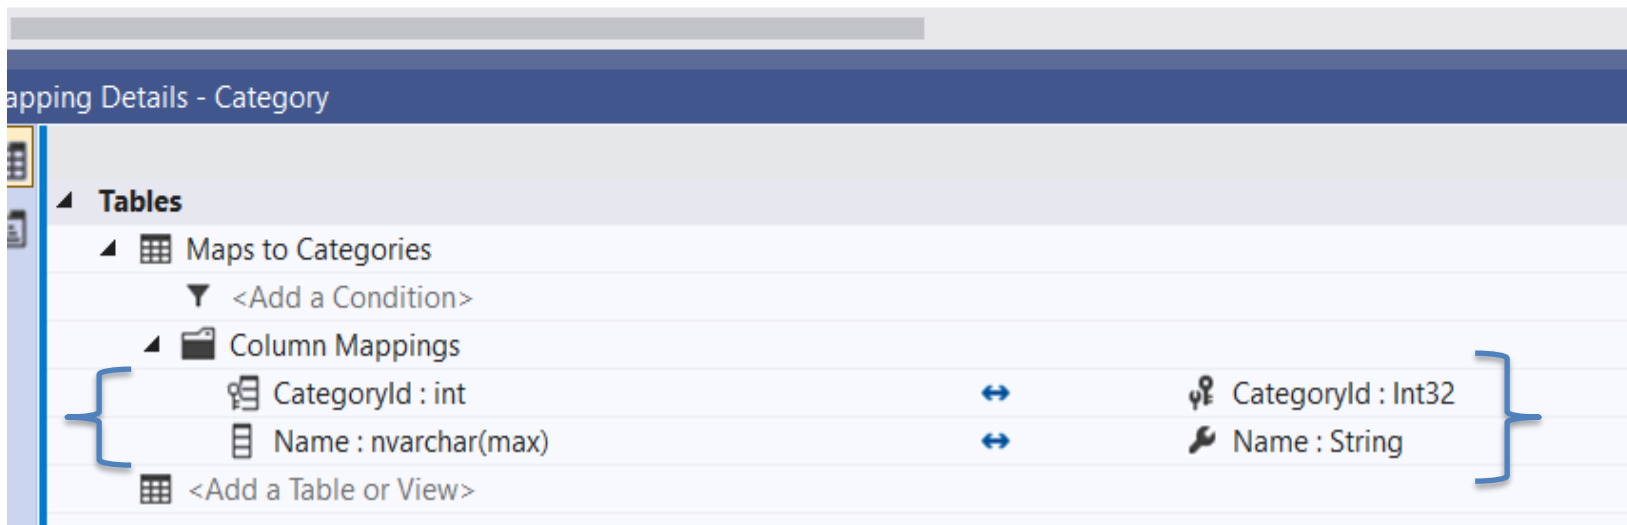 apping Details - Category
Tables
Maps to Categories
<Add a Condition>
Column Mappings
CategoryId : int CategoryId : Int32
Name : nvarchar(max) Name : String
<Add a Table or View>